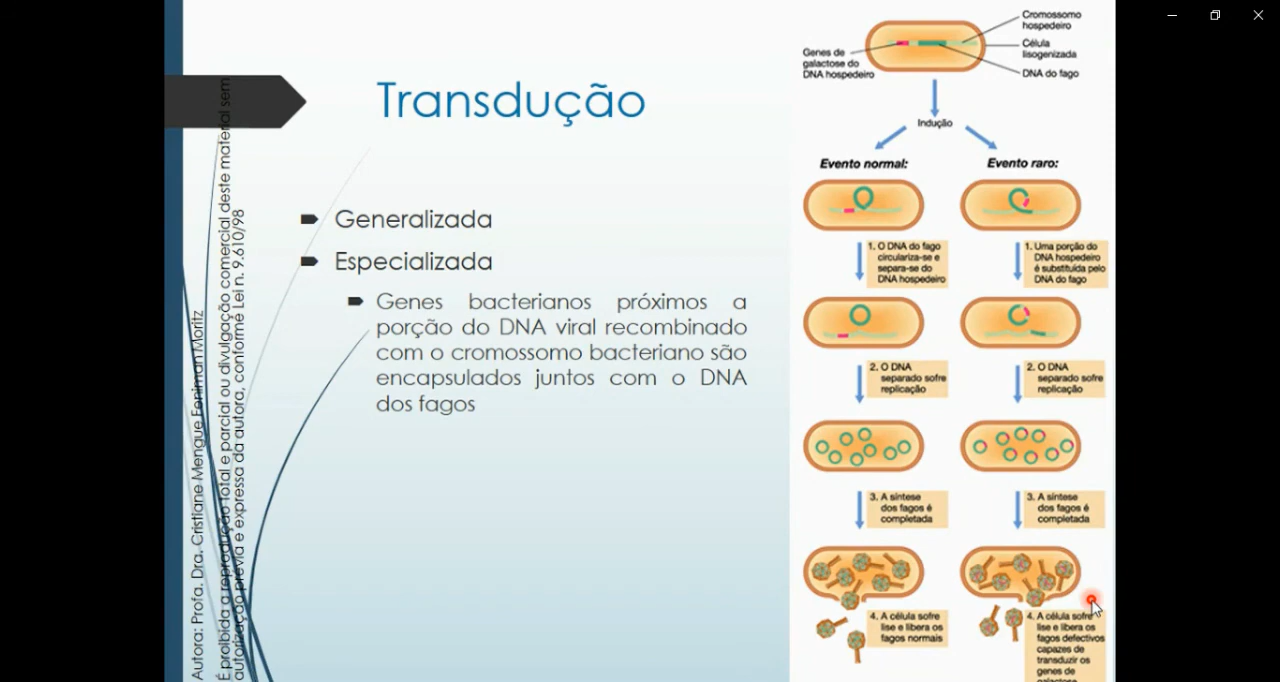 Transdução
Generalizada
Especializada
Genes bacterianos próximos a
porção do DNA viral recombinado
com o cromossomo bacteriano são
encapsulados juntos com o DNA
dos fagos
Autora: Profa. Dra. Cristiane Mengue Feniman Moritz
É proibida a reprodução total e parcial ou divulgação comercial deste material sem
autorização prévia e expressa da autora, conforme Lei n. 9.610/98
Cromossomo
hospedeiro
Célula
lisogenizada
DNA do fago
Genes de
galactose do
DNA hospedeiro
Indução
Evento normal:
Evento raro:
1. O DNA do fago
circulariza-se e
separa-se do
DNA hospedeiro
1. Uma porção do
DNA hospedeiro
é substituída pelo
DNA do fago
2. O DNA
separado sofre
replicação
2. O DNA
separado sofre
replicação
3. A síntese
dos fagos é
completada
3. A síntese
dos fagos é
completada
4. A célula sofre
lise e libera os
fagos normais
4. A célula sofre
lise e libera os
fagos defectivos
capazes de
transduzir os
genes de
galactose